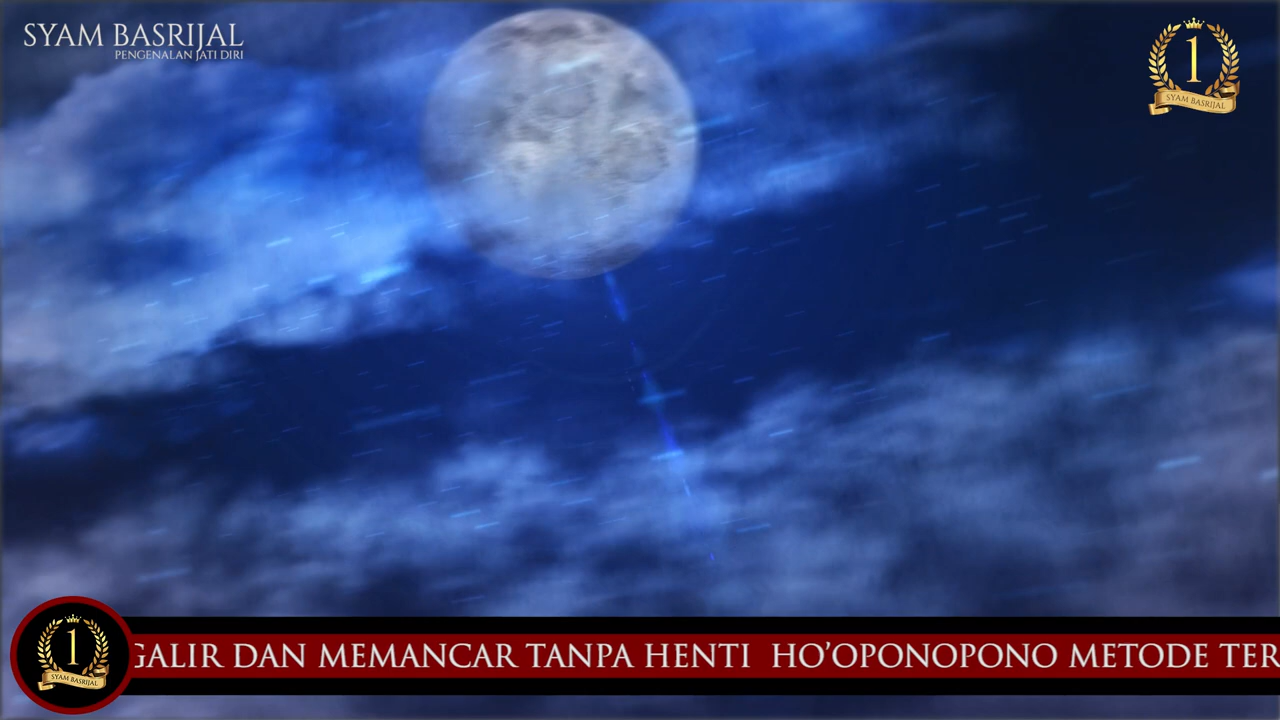 SYAM BASRIJAL
PENGENALAN JATI DIRI
1
SYAM BASRIJAL
1
SYAM BASRIJAL
GALIR DAN MEMANCAR TANPA HENTI HO’OPONOPONO METODE TER